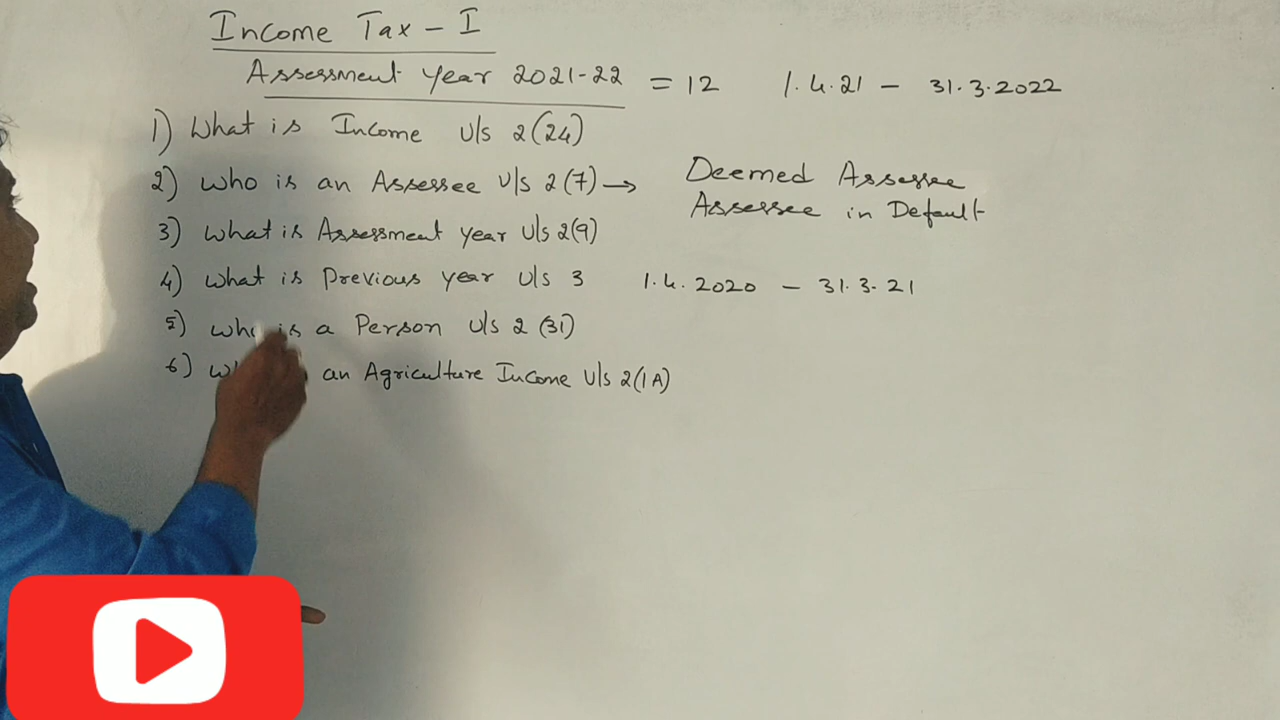 Income Tax - I
Assessment year 2021-22 = 12 1.4.21 - 31.3.2022
1) What is Income U/s 2(24)
2) Who is an Assessee U/s 2(7) → Deemed Assessee
Assessee in Default
3) What is Assessment year U/s 2(9)
4) What is Previous year U/s 3 1.4.2020 - 31.3.21
5) who is a Person U/s 2 (31)
6) an Agriculture Income U/s 2(1A)